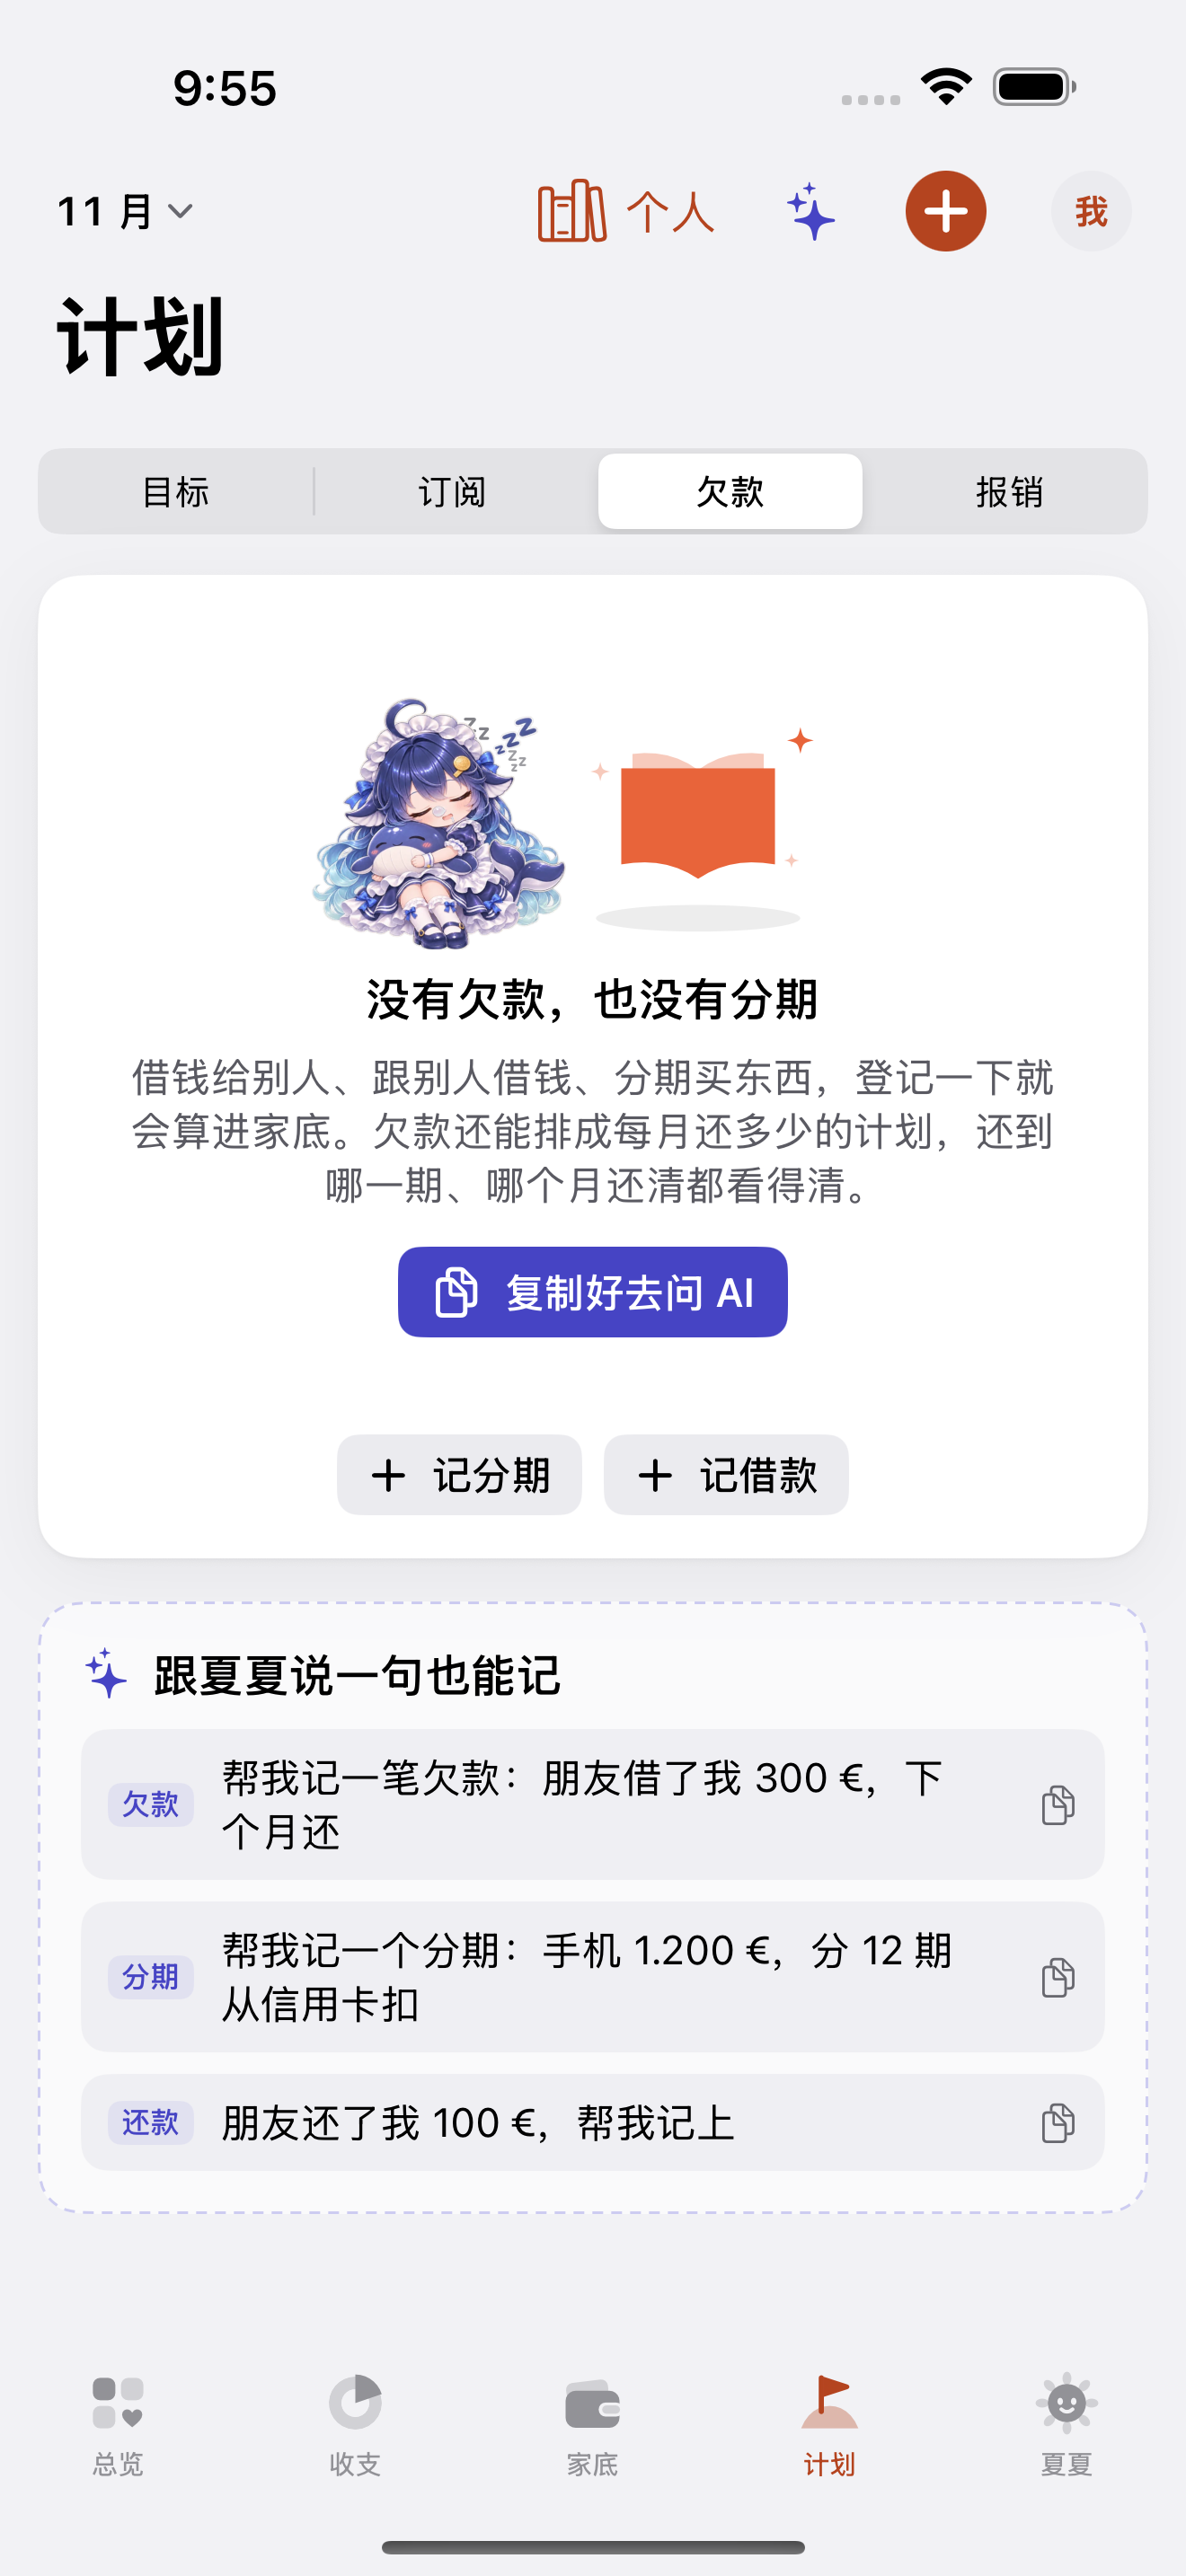 9:55
11 月
个人
我
计划
目标
订阅
欠款
报销
没有欠款，也没有分期
借钱给别人、跟别人借钱、分期买东西，登记一下就
会算进家底。欠款还能排成每月还多少的计划，还到
哪一期、哪个月还清都看得清。
复制好去问 AI
记分期
记借款
跟夏夏说一句也能记
欠款
帮我记一笔欠款：朋友借了我 300 €，下
个月还
分期
帮我记一个分期：手机 1.200 €，分 12 期
从信用卡扣
还款
朋友还了我 100 €，帮我记上
总览
收支
家底
计划
夏夏